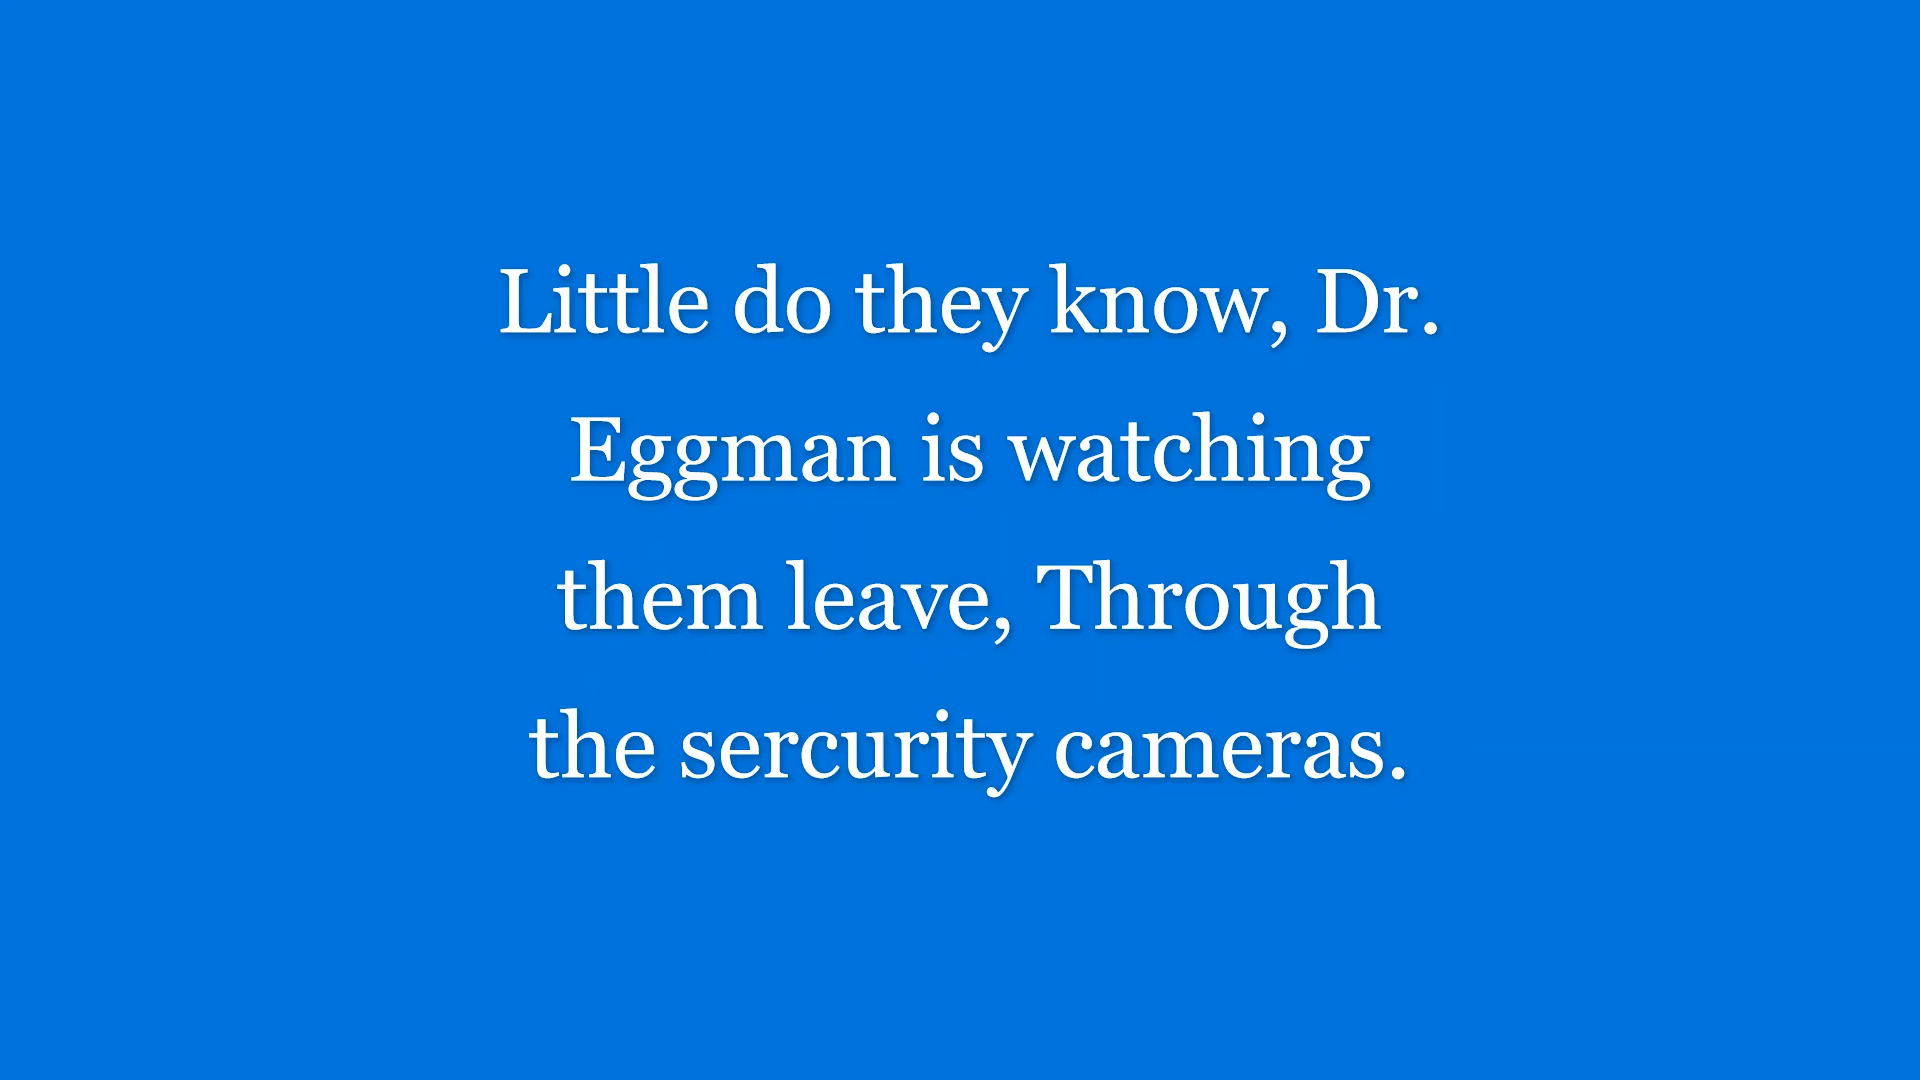 Little do they know, Dr.
Eggman is watching
them leave, Through
the sercurity cameras.